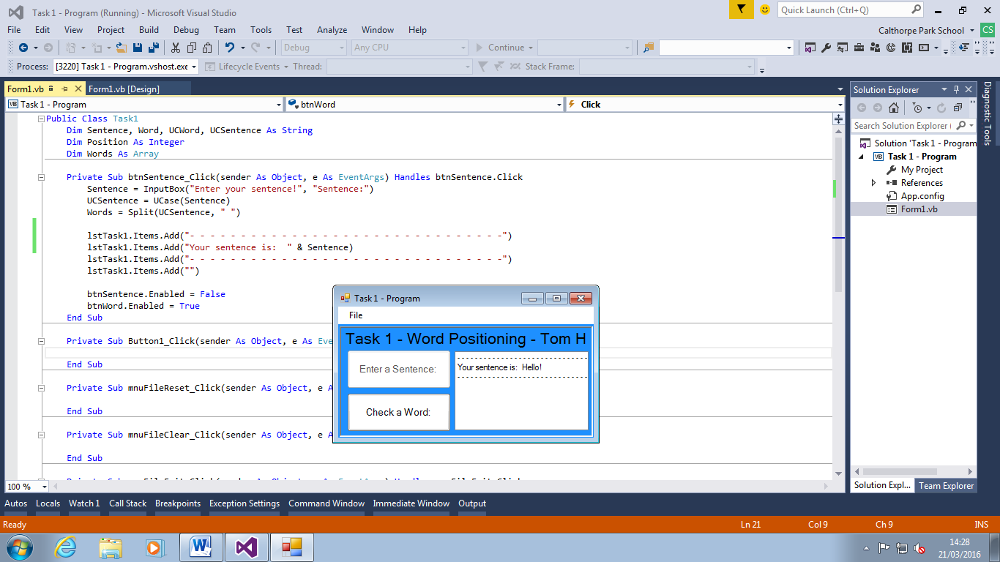 Task 1 - Program (Running) - Microsoft Visual Studio
Quick Launch (Ctrl+Q)
File Edit View Project Build Debug Team Tools Test Analyze Window Help
Calthorpe Park School
CS
Debug Any CPU Continue
Process: [3220] Task 1 - Program.vshost.exe Lifecycle Events Thread: Stack Frame:
Form1.vb Form1.vb [Design]
VB Task 1 - Program btnWord Click
Public Class Task1
Dim Sentence, Word, UCWord, UCSentence As String
Dim Position As Integer
Dim Words As Array
Private Sub btnSentence_Click(sender As Object, e As EventArgs) Handles btnSentence.Click
Sentence = InputBox("Enter your sentence!", "Sentence:")
UCSentence = UCase(Sentence)
Words = Split(UCSentence, " ")
lstTask1.Items.Add("- - - - - - - - - - - - - - - - - - - - - - - - - - - - - - -")
lstTask1.Items.Add("Your sentence is:  " & Sentence)
lstTask1.Items.Add("- - - - - - - - - - - - - - - - - - - - - - - - - - - - - - -")
lstTask1.Items.Add("")
btnSentence.Enabled = False
btnWord.Enabled = True
End Sub
Private Sub Button1_Click(sender As Object, e As Eve
End Sub
Private Sub mnuFileReset_Click(sender As Object, e A
End Sub
Private Sub mnuFileClear_Click(sender As Object, e A
End Sub
Task 1 - Program
File
Task 1 - Word Positioning - Tom H
Enter a Sentence:
Check a Word:
- - - - - - - - - - - - - - - - - - - - - - - - - - - -
Your sentence is:  Hello!
- - - - - - - - - - - - - - - - - - - - - - - - - - - -
Solution Explorer
Search Solution Explorer (
Solution 'Task 1 - Program
VB Task 1 - Program
My Project
References
App.config
Form1.vb
Diagnostic Tools
Solution Expl... Team Explorer
100 %
Autos Locals Watch 1 Call Stack Breakpoints Exception Settings Command Window Immediate Window Output
Ready Ln 21 Col 9 Ch 9 INS
14:28
21/03/2016